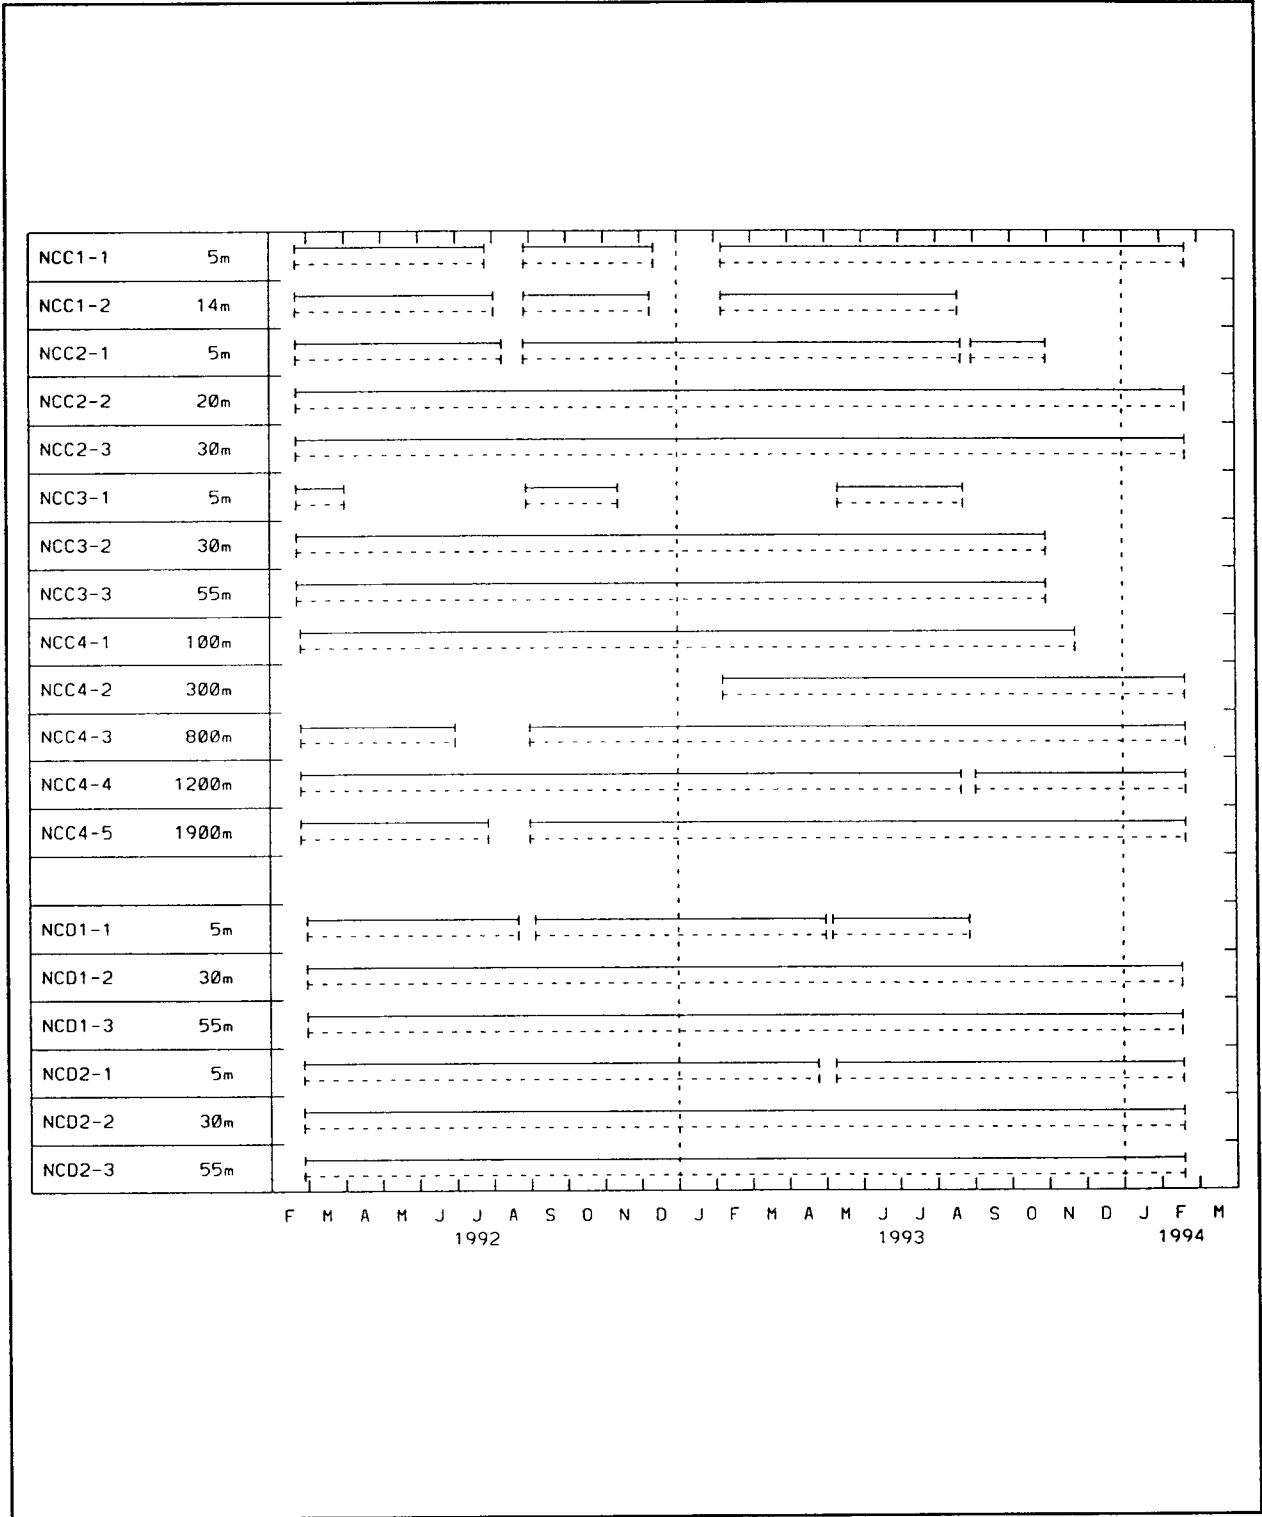 NCC1-1 5m
NCC1-2 14m
NCC2-1 5m
NCC2-2 20m
NCC2-3 30m
NCC3-1 5m
NCC3-2 30m
NCC3-3 55m
NCC4-1 100m
NCC4-2 300m
NCC4-3 800m
NCC4-4 1200m
NCC4-5 1900m
NCD1-1 5m
NCD1-2 30m
NCD1-3 55m
NCD2-1 5m
NCD2-2 30m
NCD2-3 55m
F M A M J J A S O N D J F M A M J J A S O N D J F M
1992 1993 1994